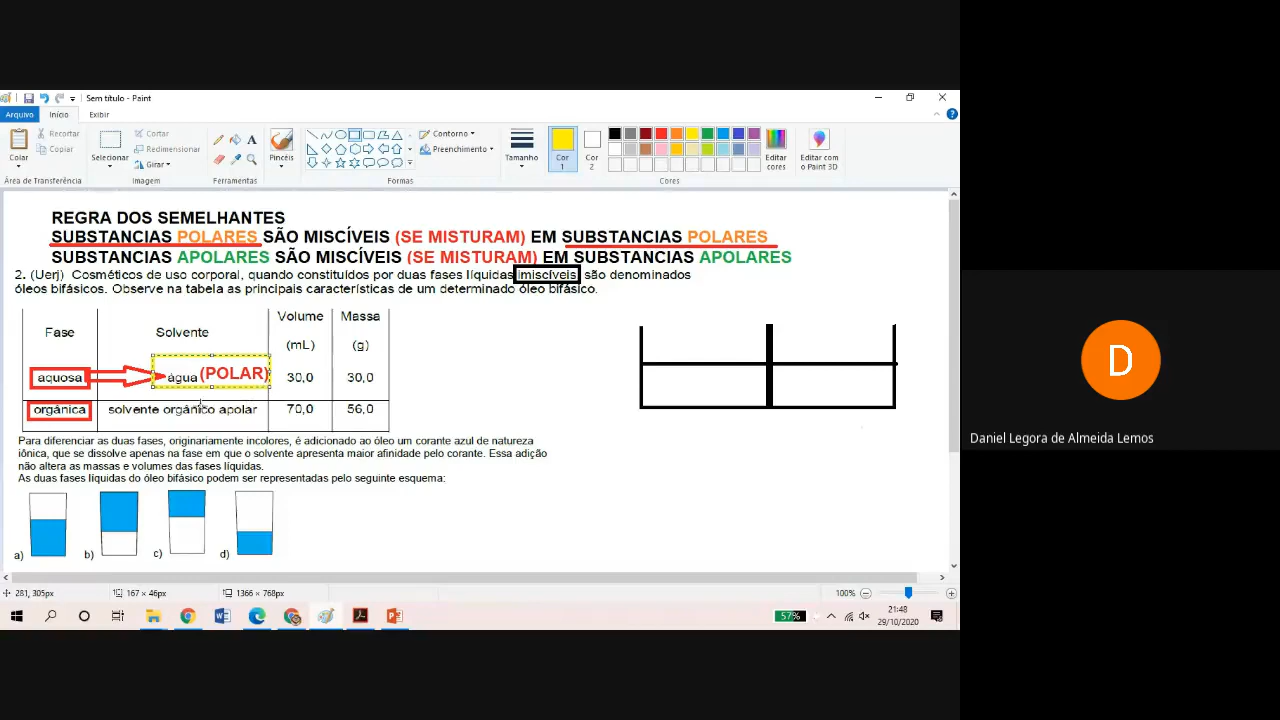 Sem título - Paint
Arquivo Início Exibir
Colar
Recortar
Copiar
Área de Transferência
Selecionar
Cortar
Redimensionar
Girar
Imagem
Ferramentas
Pincéis
Formas
Contorno
Preenchimento
Tamanho
Cor 1
Cor 2
Cores
Editar cores
Editar com o Paint 3D
REGRA DOS SEMELHANTES
SUBSTANCIAS POLARES SÃO MISCÍVEIS (SE MISTURAM) EM SUBSTANCIAS POLARES
SUBSTANCIAS APOLARES SÃO MISCÍVEIS (SE MISTURAM) EM SUBSTANCIAS APOLARES
2. (Uerj) Cosméticos de uso corporal, quando constituídos por duas fases líquidas imiscíveis, são denominados
óleos bifásicos. Observe na tabela as principais características de um determinado óleo bifásico.
Fase Solvente Volume (mL) Massa (g)
aquosa água (POLAR) 30,0 30,0
orgânica solvente orgânico apolar 70,0 56,0
Para diferenciar as duas fases, originariamente incolores, é adicionado ao óleo um corante azul de natureza
iônica, que se dissolve apenas na fase em que o solvente apresenta maior afinidade pelo corante. Essa adição
não altera as massas e volumes das fases líquidas.
As duas fases líquidas do óleo bifásico podem ser representadas pelo seguinte esquema:
a) b) c) d)
281, 305px 167 × 46px 1366 × 768px 100%
57% 21:48
29/10/2020
D
Daniel Legora de Almeida Lemos